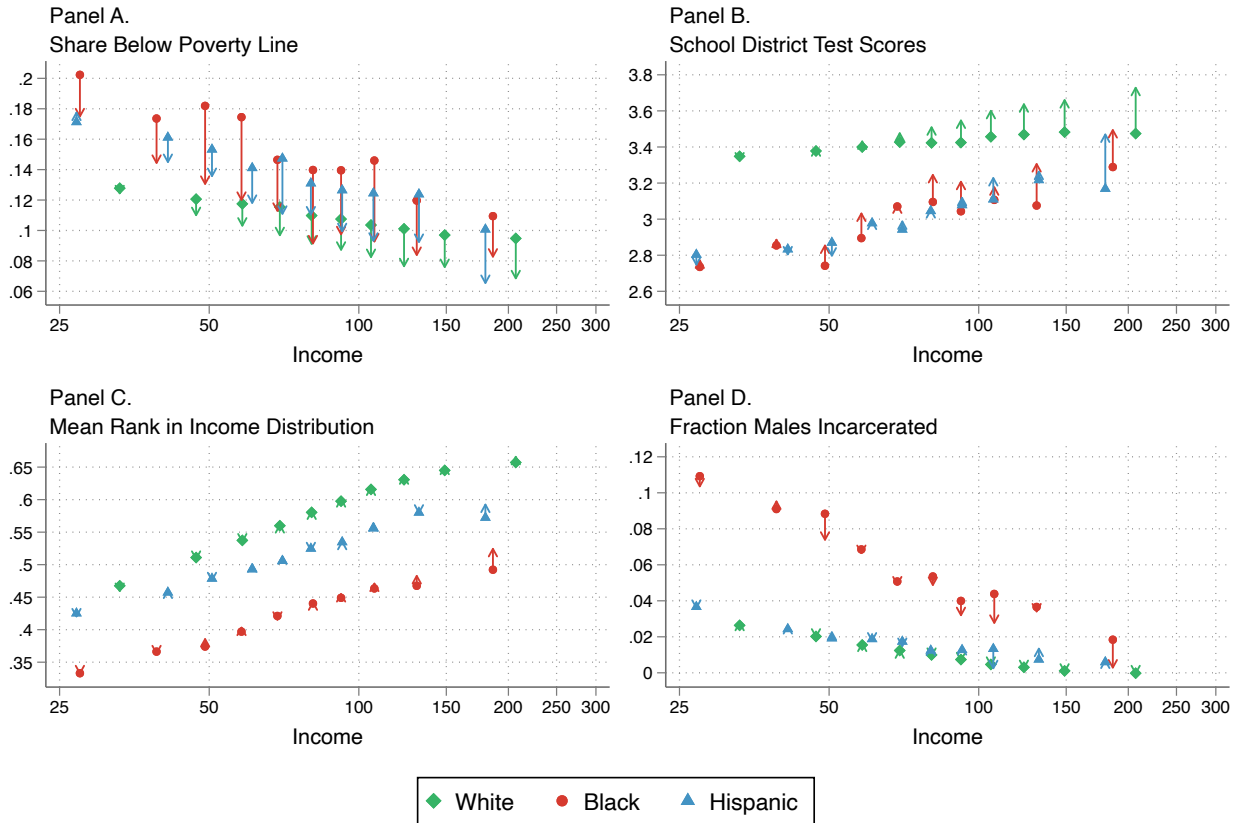 Panel A.
Share Below Poverty Line
.2
.18
.16
.14
.12
.1
.08
.06
25 50 100 150 200 250 300
Income
Panel B.
School District Test Scores
3.8
3.6
3.4
3.2
3
2.8
2.6
25 50 100 150 200 250 300
Income
Panel C.
Mean Rank in Income Distribution
.65
.6
.55
.5
.45
.4
.35
25 50 100 150 200 250 300
Income
Panel D.
Fraction Males Incarcerated
.12
.1
.08
.06
.04
.02
0
25 50 100 150 200 250 300
Income
White Black Hispanic